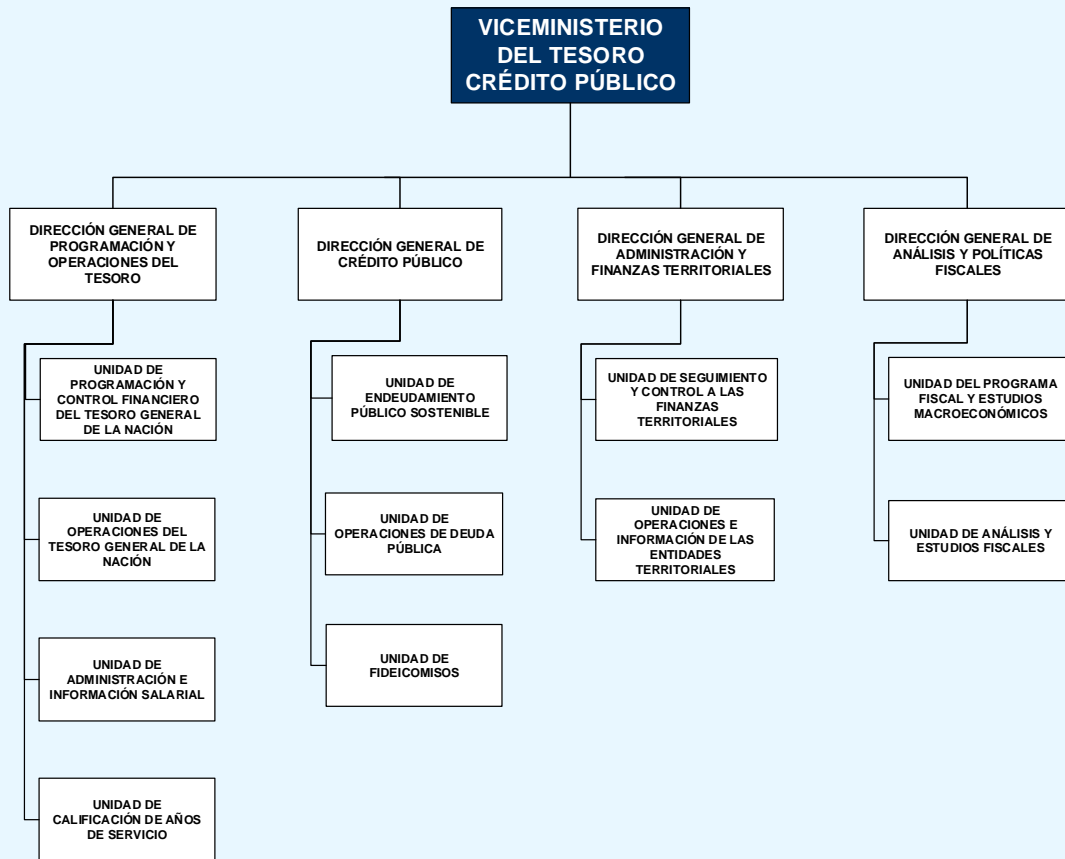 VICEMINISTERIO
DEL TESORO
CRÉDITO PÚBLICO
DIRECCIÓN GENERAL DE
PROGRAMACIÓN Y
OPERACIONES DEL
TESORO
DIRECCIÓN GENERAL DE
CRÉDITO PÚBLICO
DIRECCIÓN GENERAL DE
ADMINISTRACIÓN Y
FINANZAS TERRITORIALES
DIRECCIÓN GENERAL DE
ANÁLISIS Y POLÍTICAS
FISCALES
UNIDAD DE
PROGRAMACIÓN Y
CONTROL FINANCIERO
DEL TESORO GENERAL
DE LA NACIÓN
UNIDAD DE
ENDEUDAMIENTO
PÚBLICO SOSTENIBLE
UNIDAD DE SEGUIMIENTO
Y CONTROL A LAS
FINANZAS
TERRITORIALES
UNIDAD DEL PROGRAMA
FISCAL Y ESTUDIOS
MACROECONÓMICOS
UNIDAD DE
OPERACIONES DEL
TESORO GENERAL DE LA
NACIÓN
UNIDAD DE
OPERACIONES DE DEUDA
PÚBLICA
UNIDAD DE
OPERACIONES E
INFORMACIÓN DE LAS
ENTIDADES
TERRITORIALES
UNIDAD DE ANÁLISIS Y
ESTUDIOS FISCALES
UNIDAD DE
ADMINISTRACIÓN E
INFORMACIÓN SALARIAL
UNIDAD DE
FIDEICOMISOS
UNIDAD DE
CALIFICACIÓN DE AÑOS
DE SERVICIO